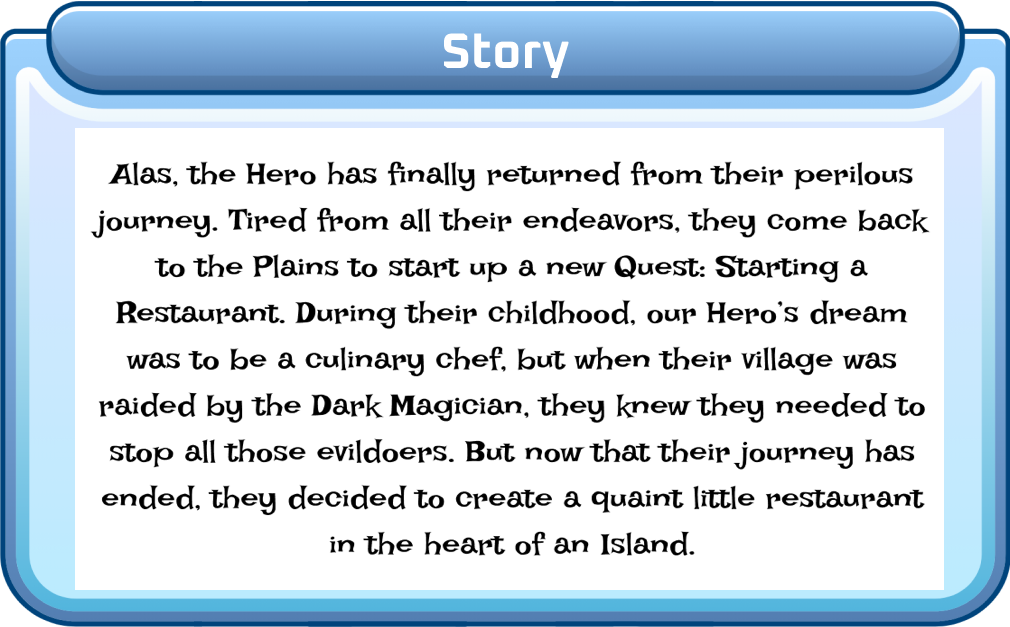 Story
Alas, the Hero has finally returned from their perilous
journey. Tired from all their endeavors, they come back
to the Plains to start up a new Quest: Starting a
Restaurant. During their childhood, our Hero's dream
was to be a culinary chef, but when their village was
raided by the Dark Magician, they knew they needed to
stop all those evildoers. But now that their journey has
ended, they decided to create a quaint little restaurant
in the heart of an Island.